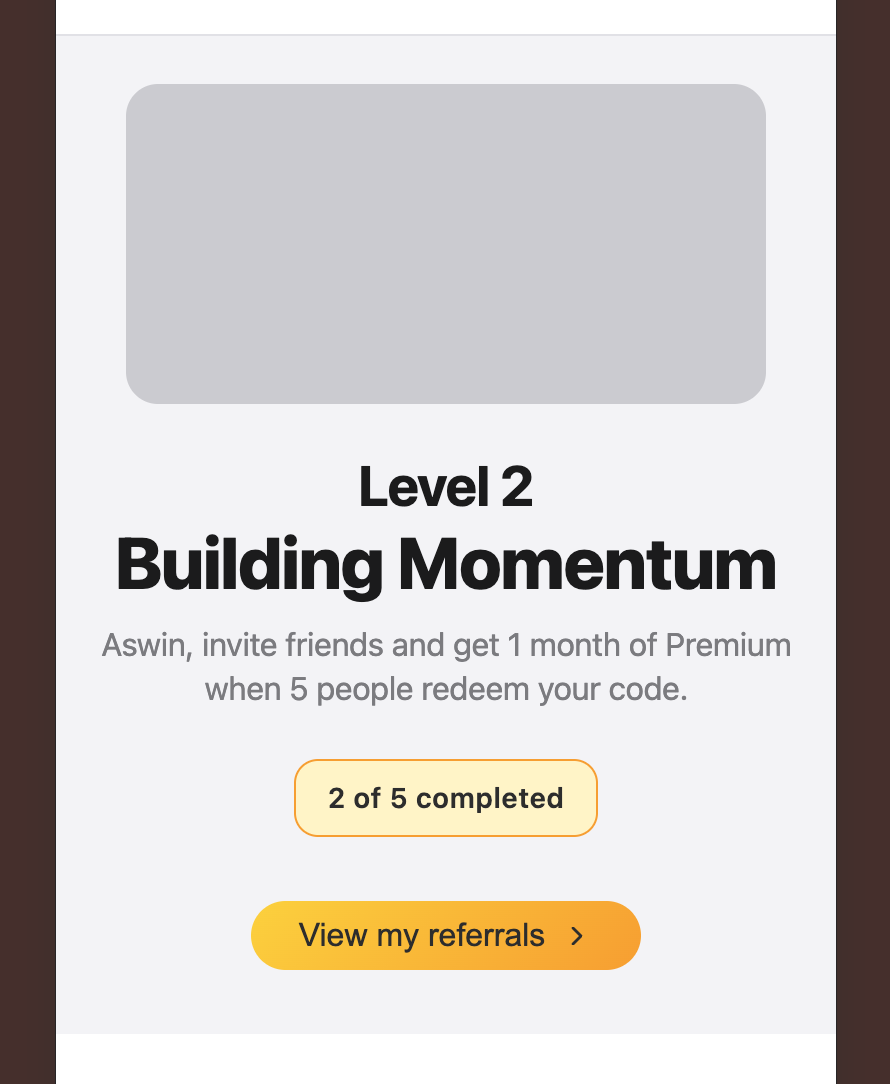 Level 2
Building Momentum
Aswin, invite friends and get 1 month of Premium
when 5 people redeem your code.
2 of 5 completed
View my referrals